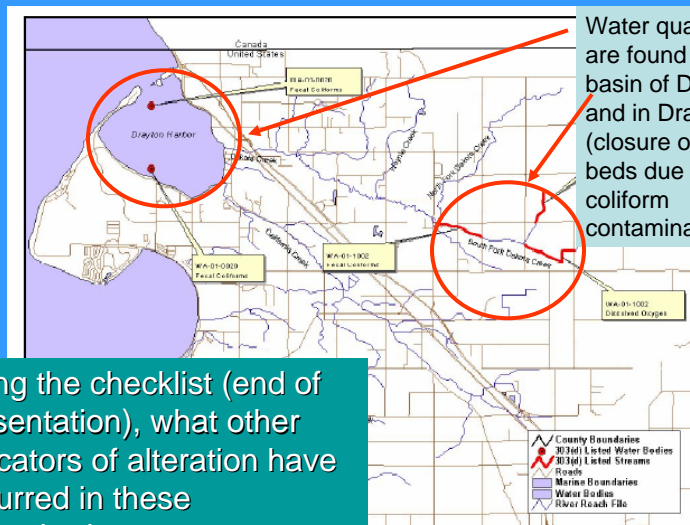 Water qua
are found
basin of D
and in Dra
(closure o
beds due
coliform
contamina
Canada
United States
WA-01-0020
Fecal Coliforms
Drayton Harbor
Dakota Creek
North Fork Dakota Creek
California Creek
WA-01-0020
Fecal Coliforms
WA-01-1002
Fecal Coliforms
South Fork Dakota Creek
WA-01-1002
Dissolved Oxygen
ng the checklist (end of
sentation), what other
cators of alteration have
urred in these
County Boundaries
303(d) Listed Water Bodies
303(d) Listed Streams
Roads
Marine Boundaries
Water Bodies
River Reach File